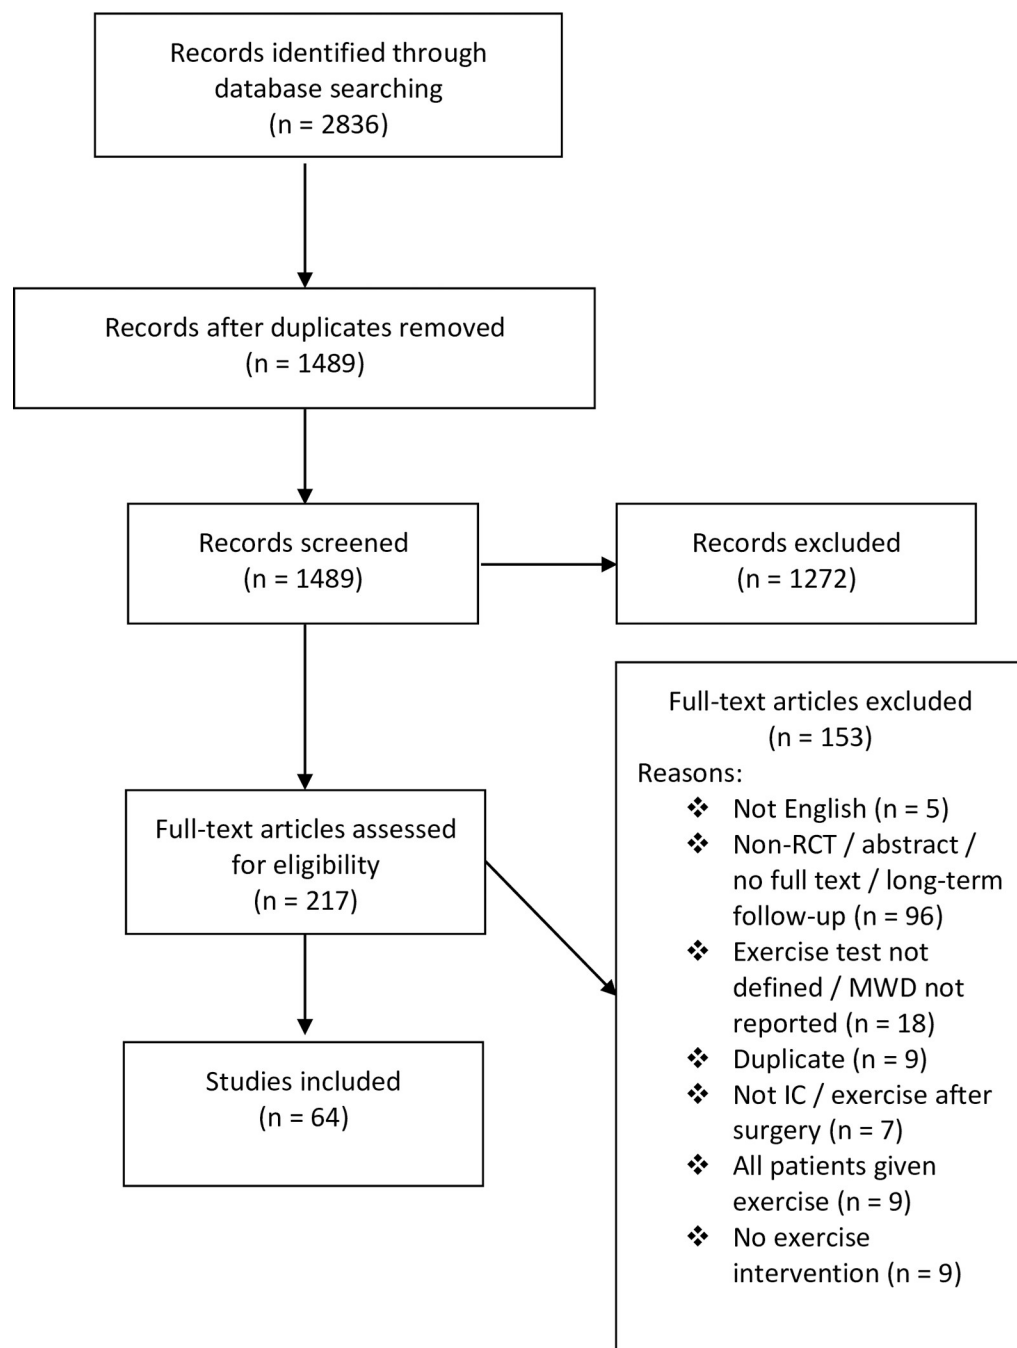 Records identified through
database searching
(n = 2836)
Records after duplicates removed
(n = 1489)
Records screened
(n = 1489)
Records excluded
(n = 1272)
Full-text articles assessed
for eligibility
(n = 217)
Full-text articles excluded
(n = 153)
Reasons:
❖ Not English (n = 5)
❖ Non-RCT / abstract /
no full text / long-term
follow-up (n = 96)
❖ Exercise test not
defined / MWD not
reported (n = 18)
❖ Duplicate (n = 9)
❖ Not IC / exercise after
surgery (n = 7)
❖ All patients given
exercise (n = 9)
❖ No exercise
intervention (n = 9)
Studies included
(n = 64)